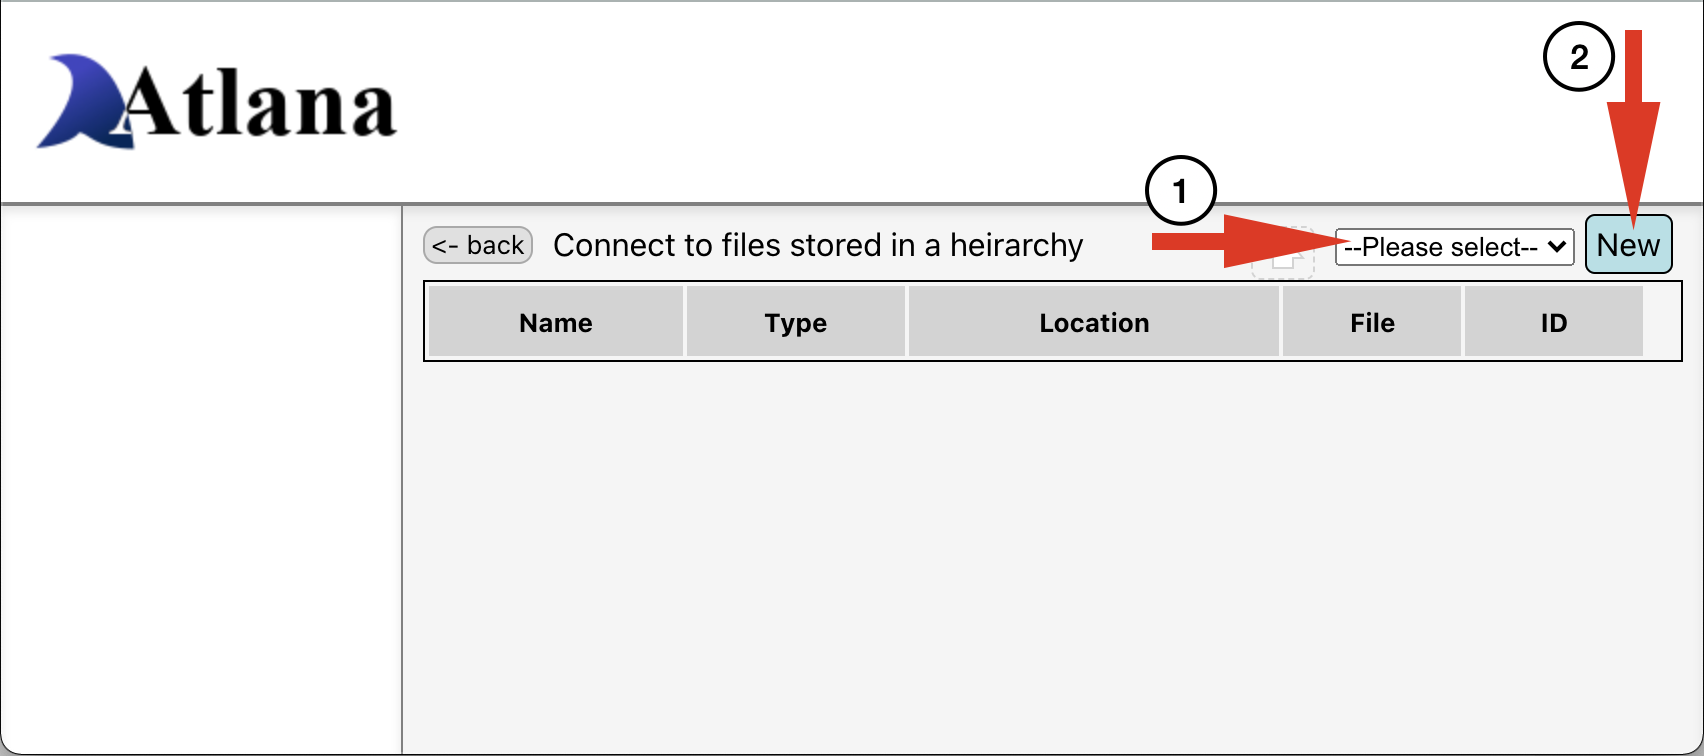 Atlana
2
1
<- back Connect to files stored in a heirarchy --Please select-- New
Name Type Location File ID